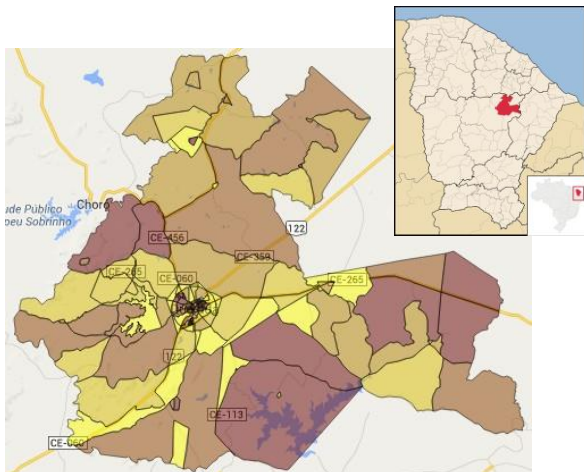 ude Público
peu Sobrinho
Choró
122
CE-456
CE-359
CE-265
CE-060
CE-265
122
CE-113
CE-060